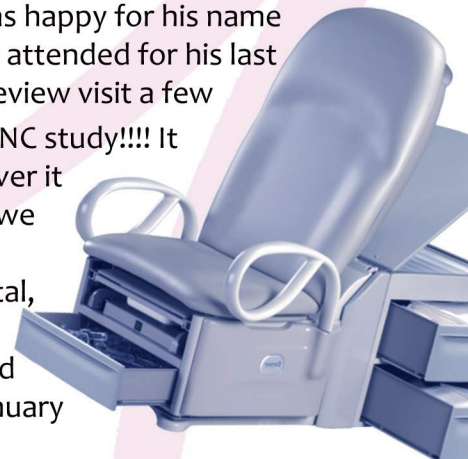 as happy for his name
attended for his last
eview visit a few
NC study!!!! It
ver it
we
tal,
d
nuary